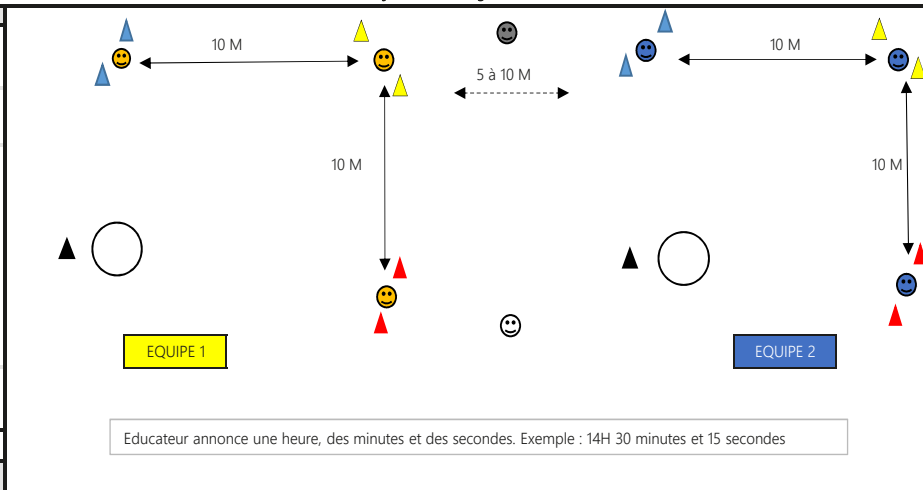 10 M
10 M
5 à 10 M
10 M
10 M
EQUIPE 1
EQUIPE 2
Educateur annonce une heure, des minutes et des secondes. Exemple : 14H 30 minutes et 15 secondes